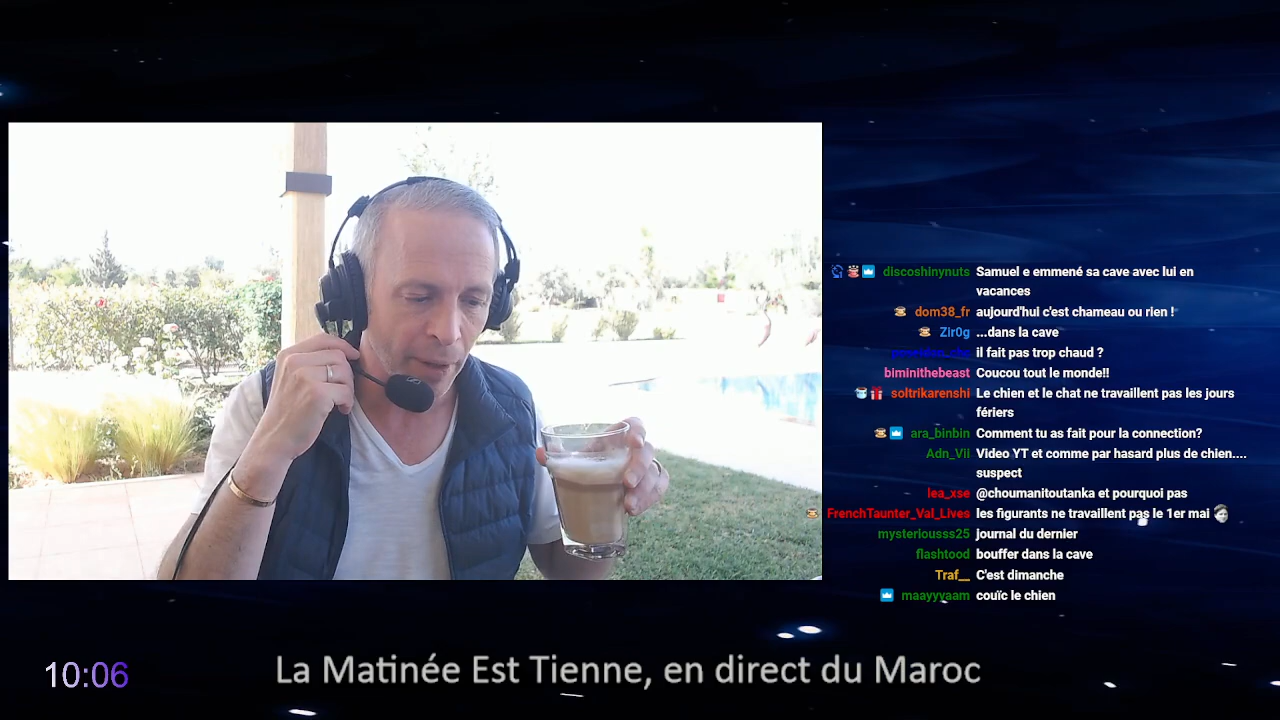 discoshinynuts Samuel e emmené sa cave avec lui en
vacances
dom38_fr aujourd'hui c'est chameau ou rien !
Zir0g ...dans la cave
il fait pas trop chaud ?
biminithebeast Coucou tout le monde!!
soltrikarenshi Le chien et le chat ne travaillent pas les jours
fériers
ara_binbin Comment tu as fait pour la connection?
Adn_Vii Video YT et comme par hasard plus de chien....
suspect
lea_xse @choumanitoutanka et pourquoi pas
FrenchTaunter_Val_Lives les figurants ne travaillent pas le 1er mai
mysteriousss25 journal du dernier
flashtood bouffer dans la cave
Traf__ C'est dimanche
maayyyaam couïc le chien
10:06 La Matinée Est Tienne, en direct du Maroc